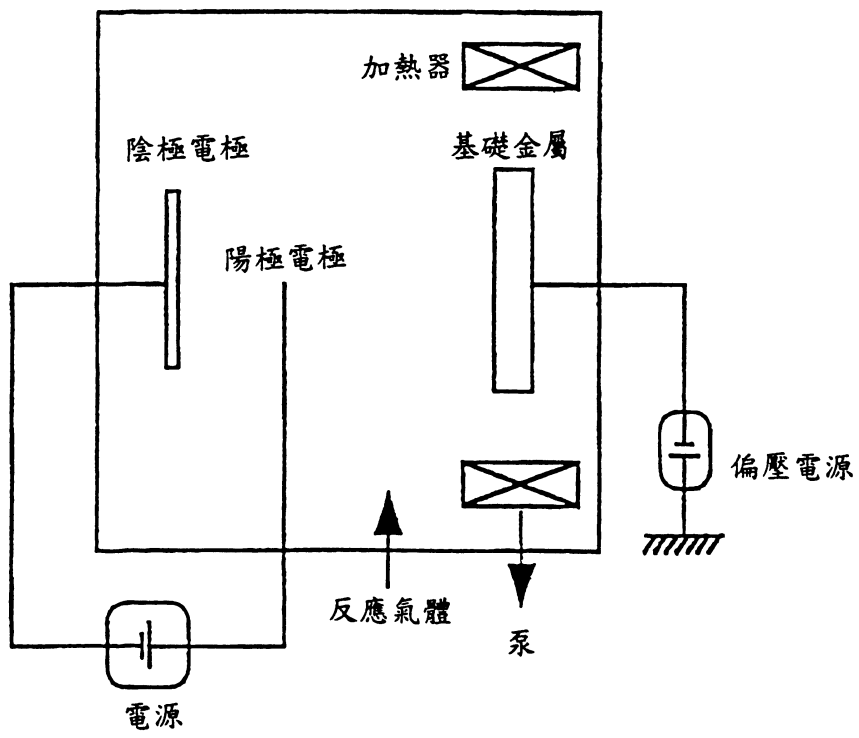 加熱器
陰極電極
基礎金屬
陽極電極
偏壓電源
反應氣體
泵
電源